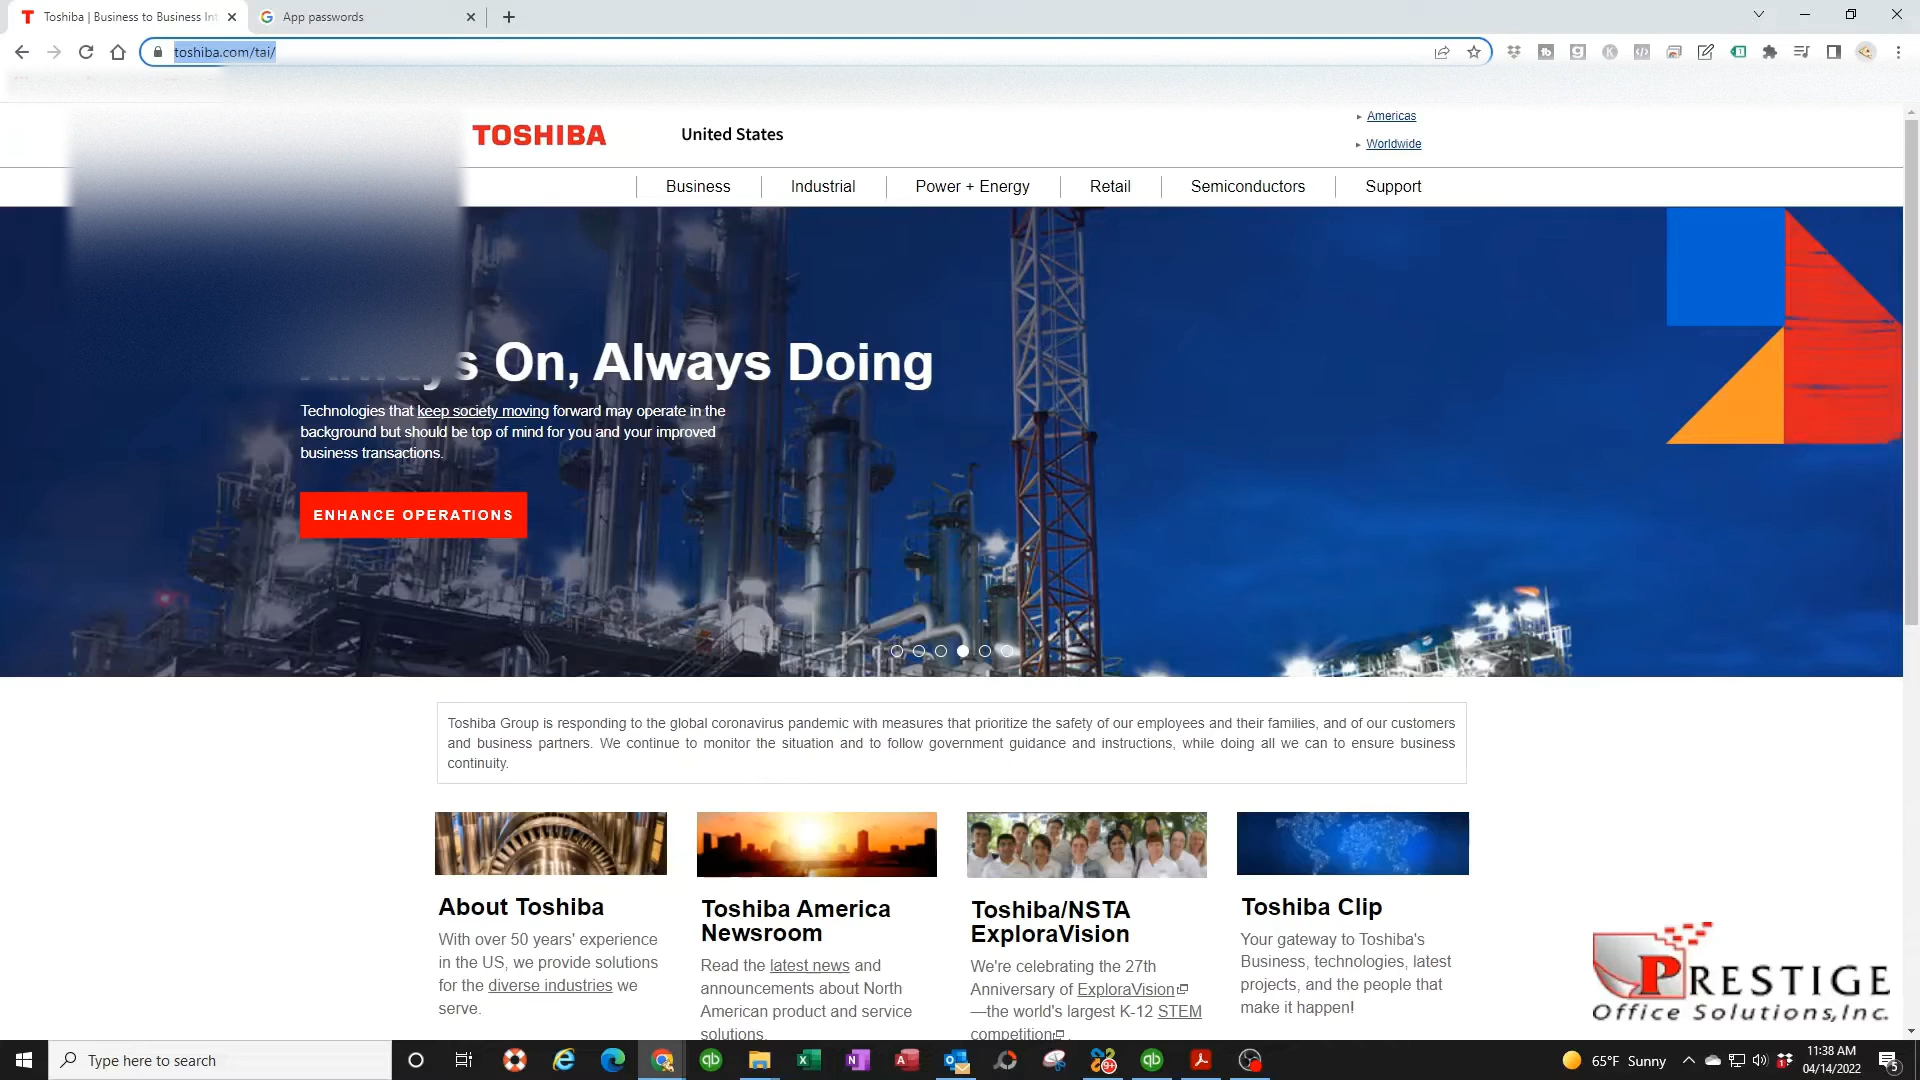 Toshiba | Business to Business Int
App passwords
toshiba.com/tai/
TOSHIBA
United States
Americas
Worldwide
Business
Industrial
Power + Energy
Retail
Semiconductors
Support
Always On, Always Doing
Technologies that keep society moving forward may operate in the
background but should be top of mind for you and your improved
business transactions.
ENHANCE OPERATIONS
Toshiba Group is responding to the global coronavirus pandemic with measures that prioritize the safety of our employees and their families, and of our customers
and business partners. We continue to monitor the situation and to follow government guidance and instructions, while doing all we can to ensure business
continuity.
About Toshiba
With over 50 years' experience
in the US, we provide solutions
for the diverse industries we
serve.
Toshiba America
Newsroom
Read the latest news and
announcements about North
American product and service
solutions.
Toshiba/NSTA
ExploraVision
We're celebrating the 27th
Anniversary of ExploraVision
—the world's largest K-12 STEM
competition.
Toshiba Clip
Your gateway to Toshiba's
Business, technologies, latest
projects, and the people that
make it happen!
PRESTIGE
Office Solutions, Inc.
Type here to search
65°F Sunny
11:38 AM
04/14/2022